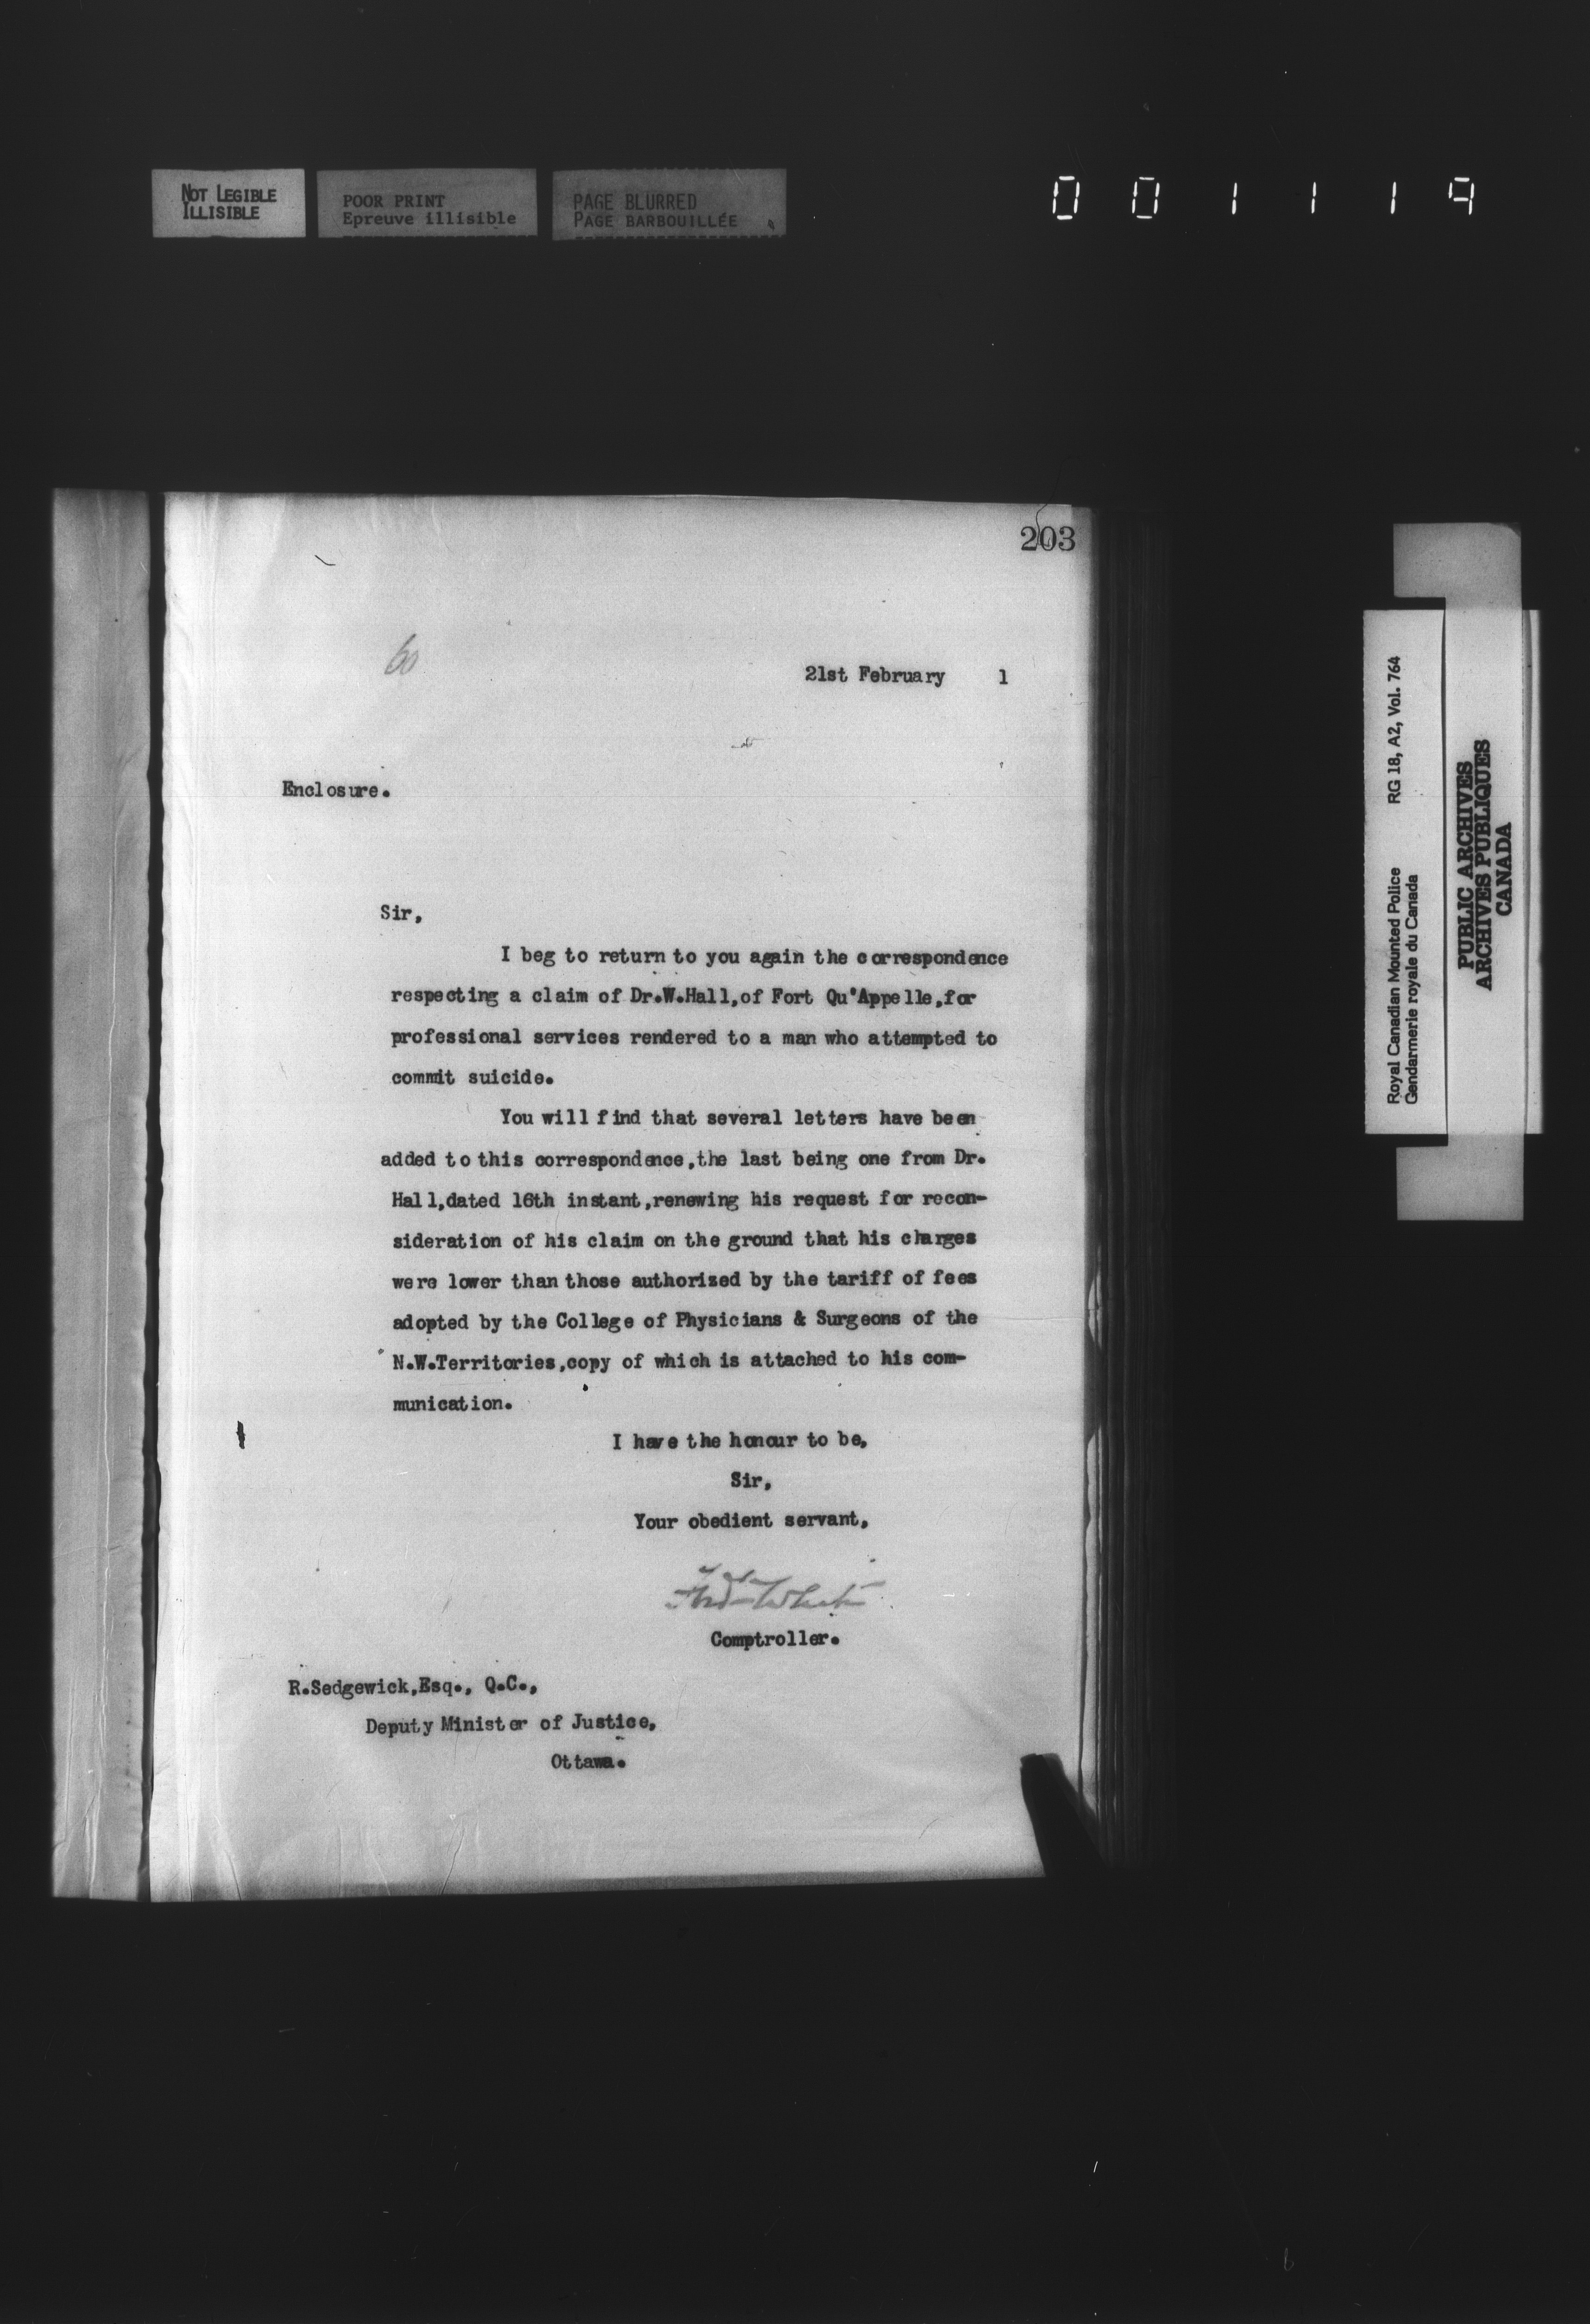 NOT LEGIBLE
ILLISIBLE
POOR PRINT
Epreuve illisible
PAGE BLURRED
PAGE BARBOUILLÉE
001119
203
60
21st February 1
Enclosure.
Sir,
I beg to return to you again the correspondence
respecting a claim of Dr.W.Hall,of Fort Qu'Appelle,for
professional services rendered to a man who attempted to
commit suicide.
You will find that several letters have been
added to this correspondence,the last being one from Dr.
Hall,dated 16th instant,renewing his request for recon-
sideration of his claim on the ground that his charges
were lower than those authorized by the tariff of fees
adopted by the College of Physicians & Surgeons of the
N.W.Territories,copy of which is attached to his com-
munication.
I have the honour to be,
Sir,
Your obedient servant,
Fred White
Comptroller.
R.Sedgewick,Esq., Q.C.,
Deputy Minister of Justice,
Ottawa.
Royal Canadian Mounted Police RG 18, A2, Vol. 764
Gendarmerie royale du Canada
PUBLIC ARCHIVES
ARCHIVES PUBLIQUES
CANADA